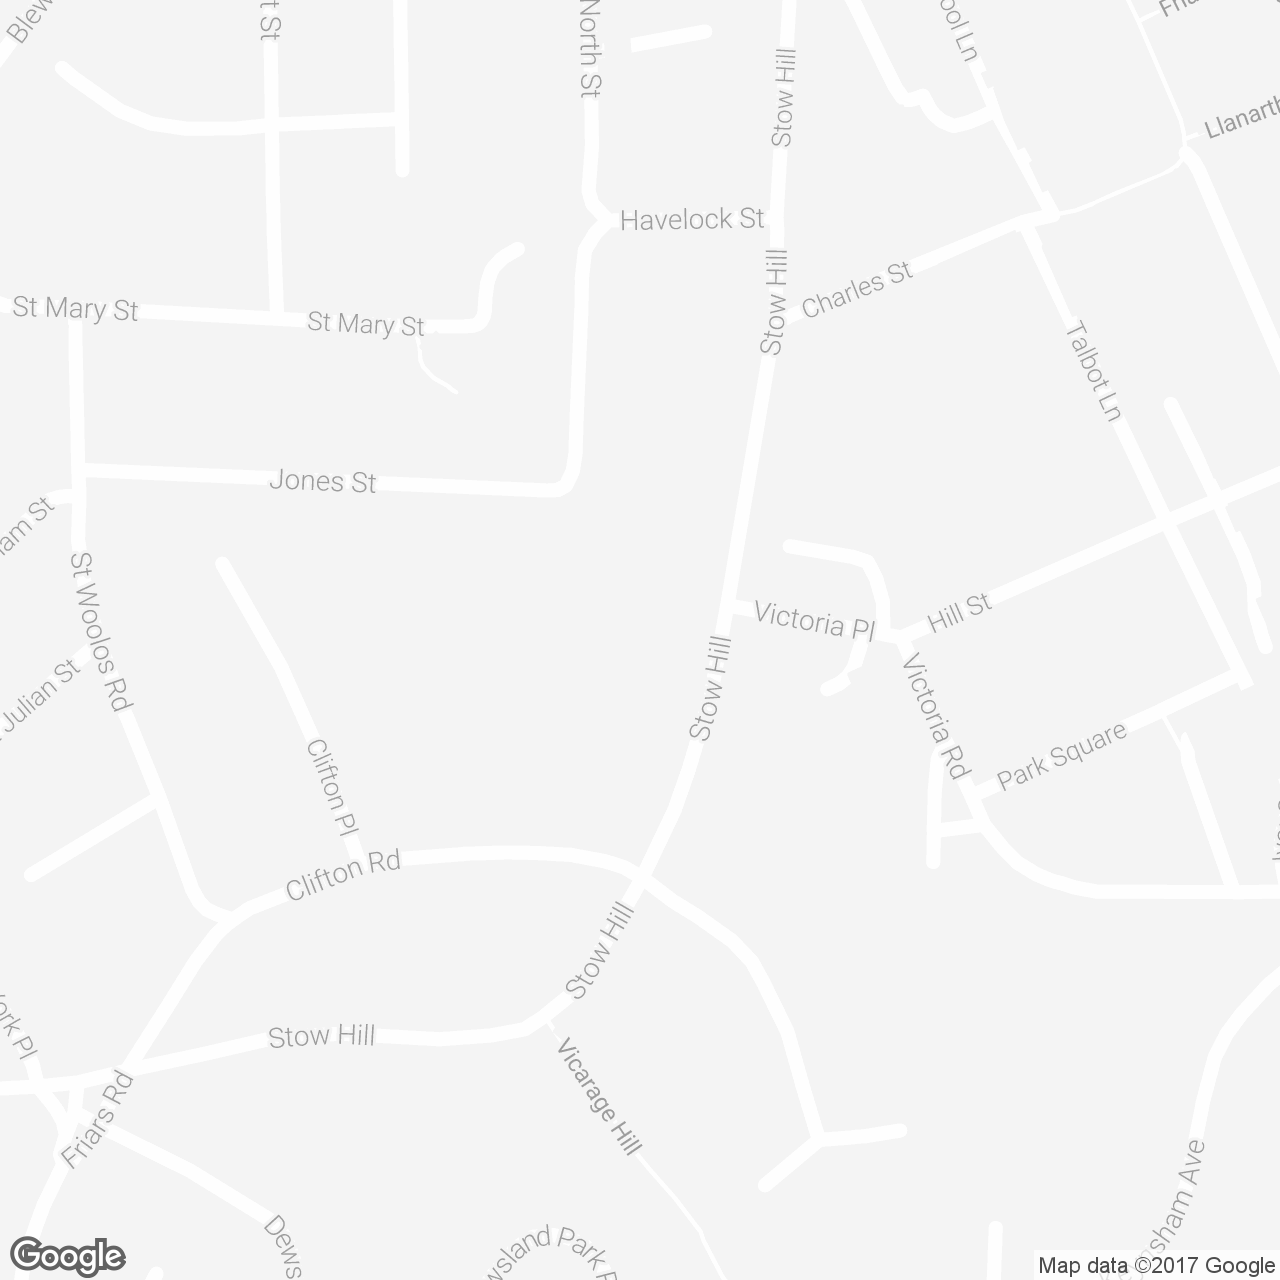 North St
Stow Hill
Llanarth
Havelock St
Stow Hill
Charles St
St Mary St
St Mary St
Talbot Ln
Jones St
St Woolos Rd
Victoria Pl
Hill St
Stow Hill
Julian St
Victoria Rd
Park Square
Clifton Pl
Clifton Rd
Stow Hill
Stow Hill
Vicarage Hill
Friars Rd
Google
Map data ©2017 Google